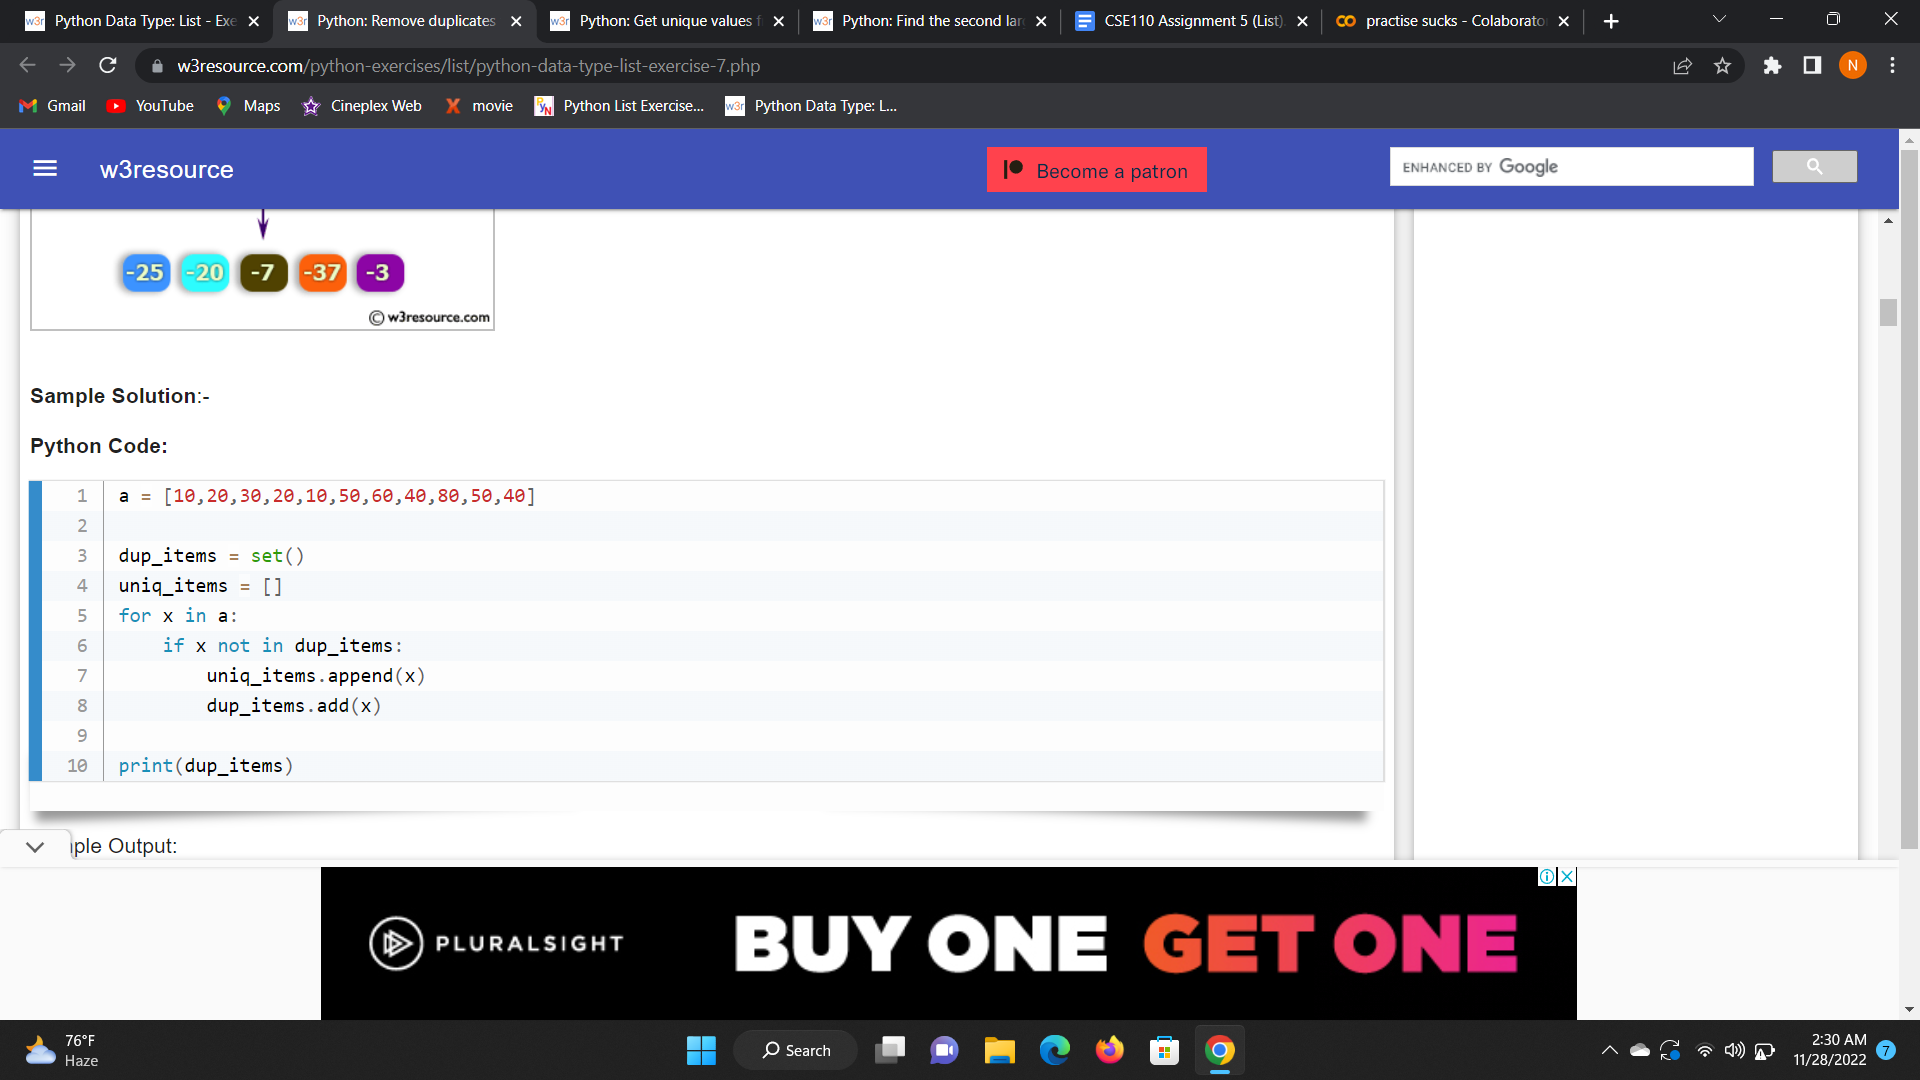 Python Data Type: List - Exe
Python: Remove duplicates
Python: Get unique values f
Python: Find the second lar
CSE110 Assignment 5 (List).
practise sucks - Colaborato
w3resource.com/python-exercises/list/python-data-type-list-exercise-7.php
N
Gmail
YouTube
Maps
Cineplex Web
movie
Python List Exercise...
w3r
Python Data Type: L...
w3resource
Become a patron
ENHANCED BY Google
-25 -20 -7 -37 -3
© w3resource.com
Sample Solution:-
Python Code:
1 a = [10,20,30,20,10,50,60,40,80,50,40]
2
3 dup_items = set()
4 uniq_items = []
5 for x in a:
6     if x not in dup_items:
7         uniq_items.append(x)
8         dup_items.add(x)
9
10 print(dup_items)
ple Output:
PLURALSIGHT
BUY ONE GET ONE
76°F
Haze
Search
2:30 AM
11/28/2022
7